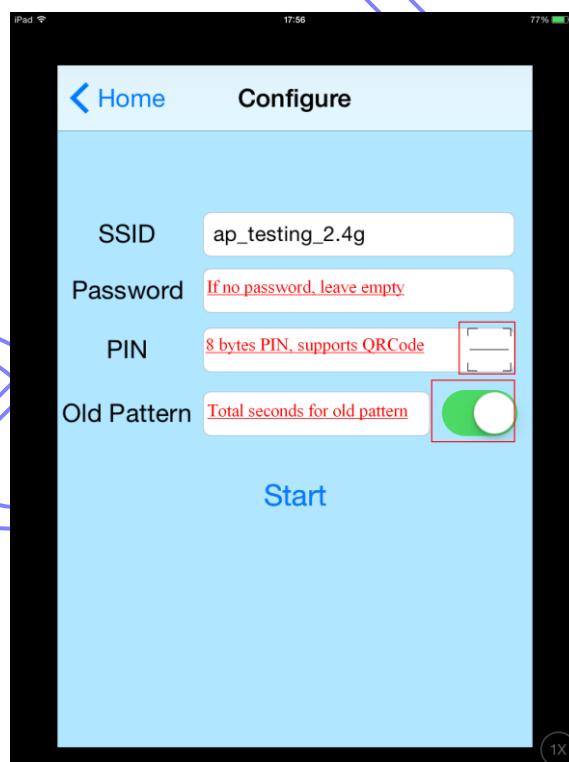 iPad 17:56 77%
Home Configure
SSID ap_testing_2.4g
Password If no password, leave empty
PIN 8 bytes PIN, supports QRCode
Old Pattern Total seconds for old pattern
Start
1X